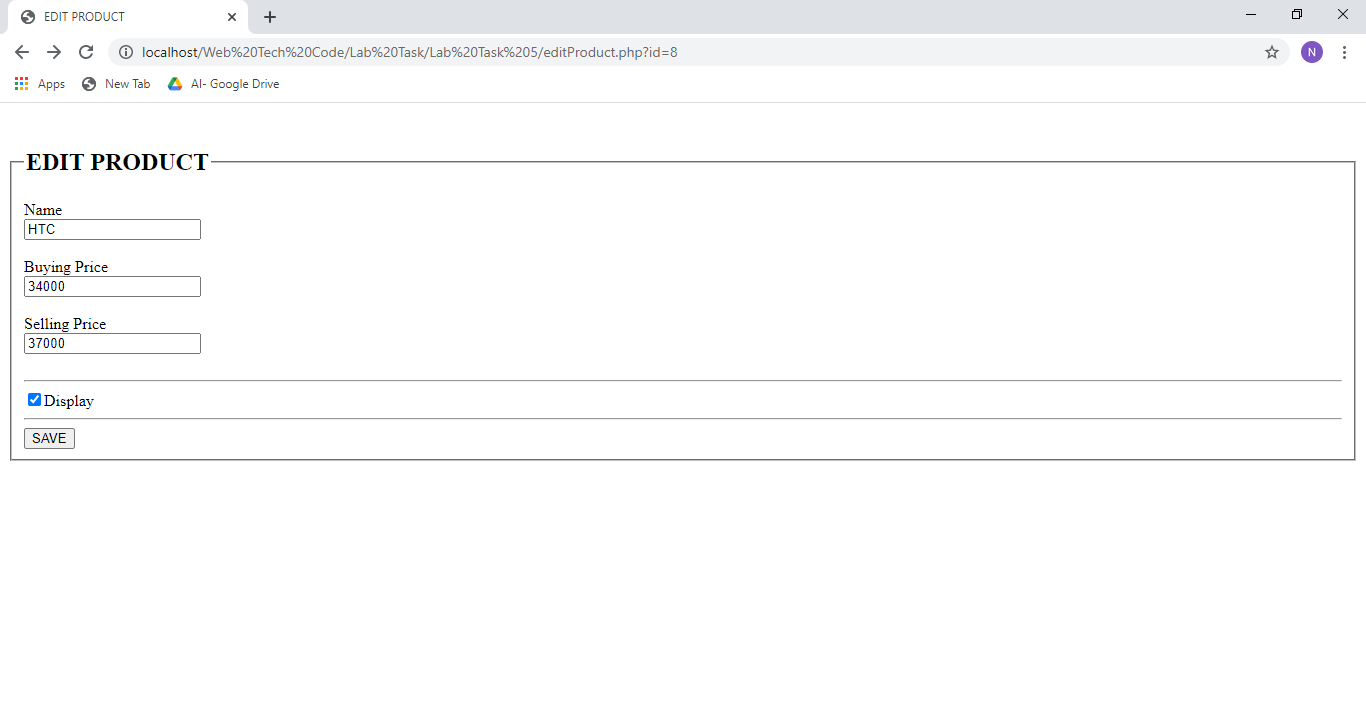 EDIT PRODUCT
localhost/Web%20Tech%20Code/Lab%20Task/Lab%20Task%205/editProduct.php?id=8
N
Apps New Tab AI- Google Drive
EDIT PRODUCT
Name
HTC
Buying Price
34000
Selling Price
37000
Display
SAVE